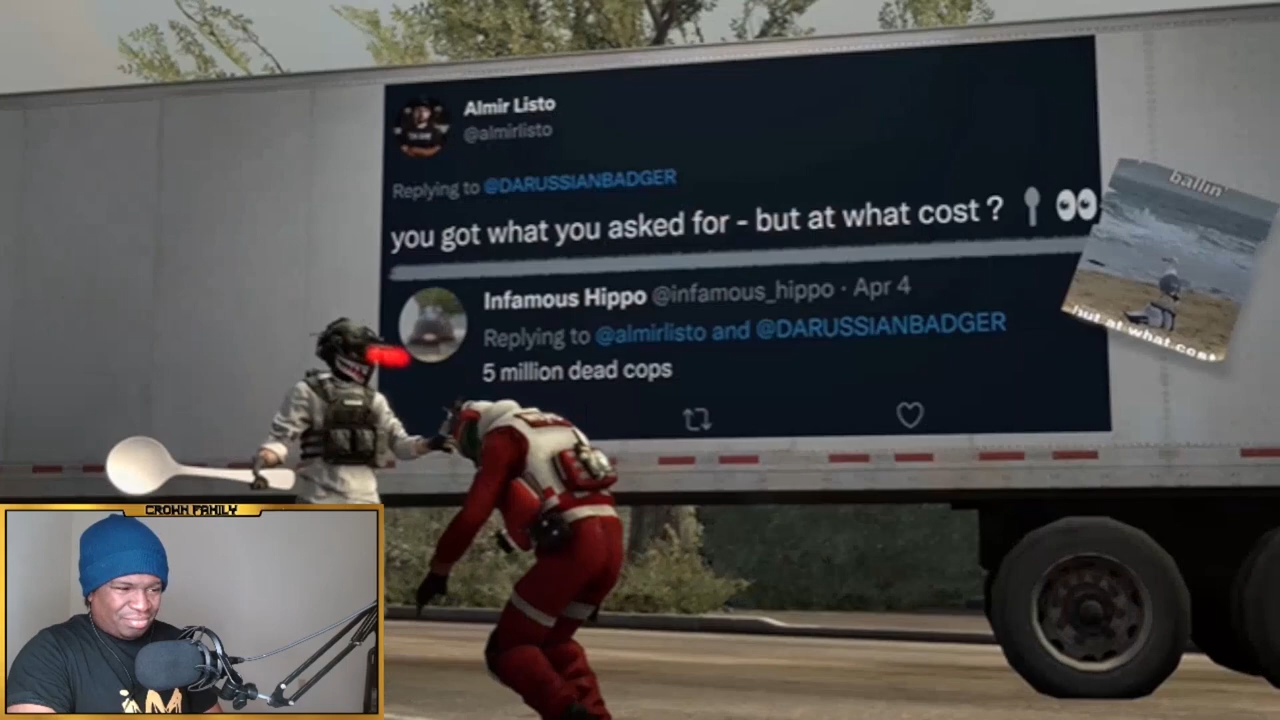 Almir Listo
@almirlisto
Replying to @DARUSSIANBADGER
you got what you asked for - but at what cost ?
Infamous Hippo @infamous_hippo · Apr 4
Replying to @almirlisto and @DARUSSIANBADGER
5 million dead cops
ballin'
but at what cost
CROWN FAMILY